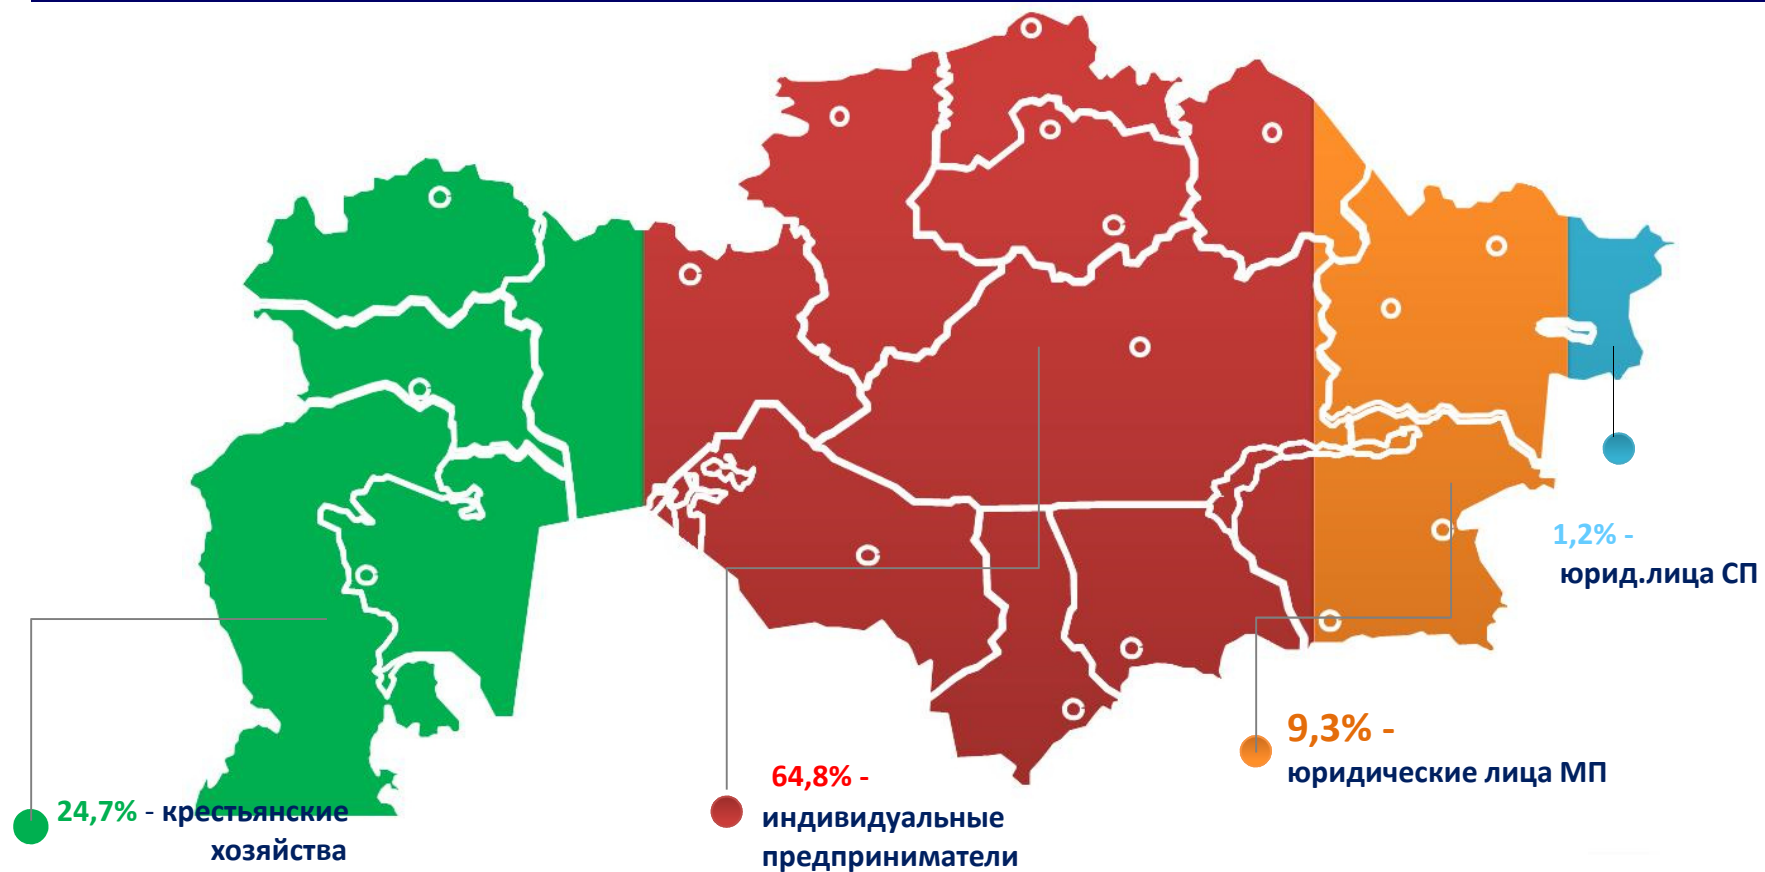 1,2% -
юрид.лица СП
9,3% -
юридические лица МП
64,8% -
индивидуальные
предприниматели
24,7% - крестьянские
хозяйства